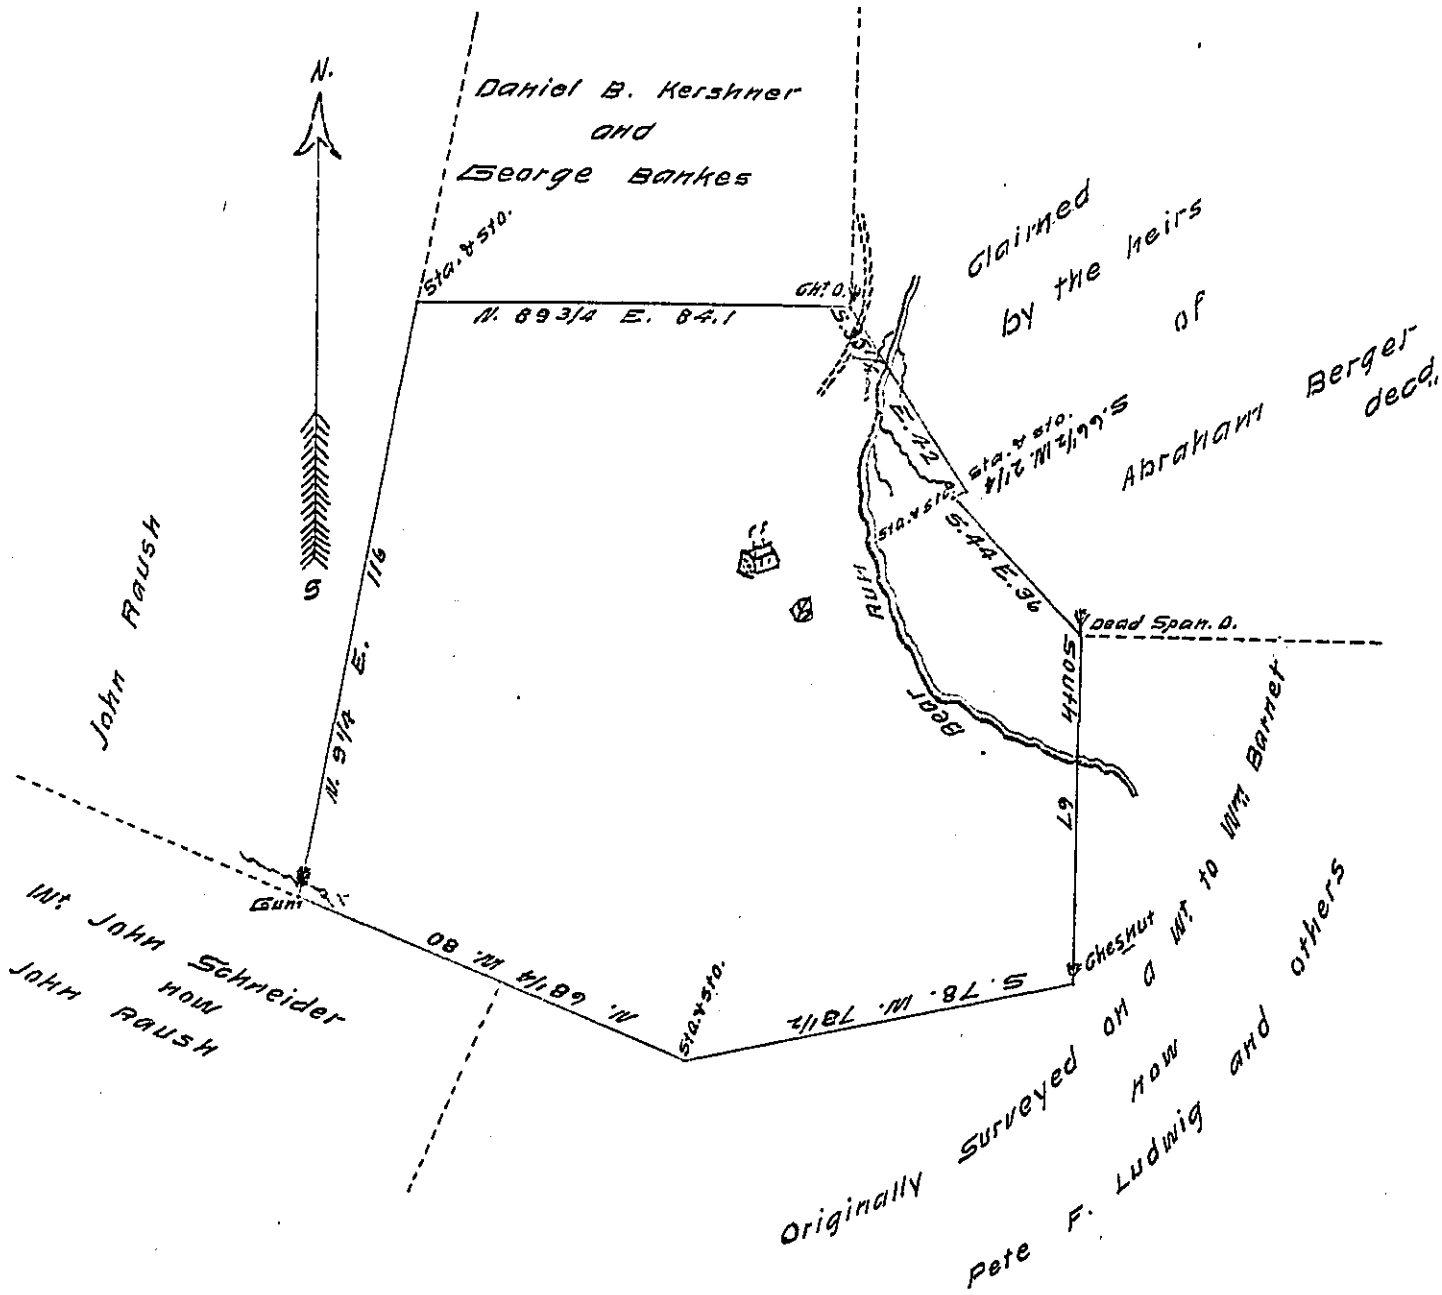 N.
Daniel B. Kershner
and
George Bankes
Claimed
by the heirs
of
Abraham Berger
decd.
Sta. & Sto.
Cht. O.
N. 89 3/4 E. 84.1
S. 35
E. 42
Sta. & sto.
S. 66 1/2 W. 2 1/4
Sta. & sto.
S. 44 E. 36
S
John Raush
N. 9 1/4 E. 116
Run
Bear
Dead Span. O.
South 67
Gum
Wt. John Schneider
now
John Raush
N. 68 1/4 W. 80
Sta. & sto.
S. 78. W. 78 1/2
Chesnut
Originally Surveyed on a Wt. to Wm. Barnet
now
Pete F. Ludwig and others